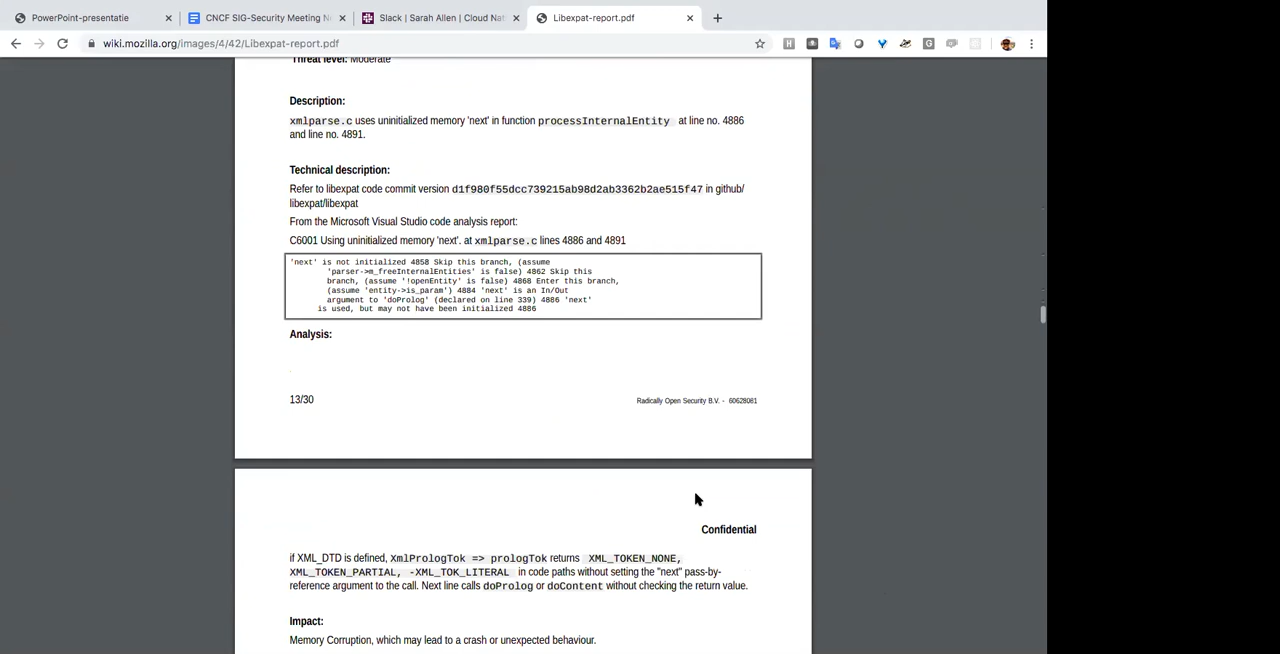 PowerPoint-presentatie
CNCF SIG-Security Meeting N
Slack | Sarah Allen | Cloud Na
Libexpat-report.pdf
wiki.mozilla.org/images/4/42/Libexpat-report.pdf
Threat level: Moderate
Description:
xmlparse.c uses uninitialized memory 'next' in function processInternalEntity at line no. 4886
and line no. 4891.
Technical description:
Refer to libexpat code commit version d1f980f55dcc739215ab98d2ab3362b2ae515f47 in github/
libexpat/libexpat
From the Microsoft Visual Studio code analysis report:
C6001 Using uninitialized memory 'next'. at xmlparse.c lines 4886 and 4891
'next' is not initialized 4858 Skip this branch, (assume
'parser->m_freeInternalEntities' is false) 4862 Skip this
branch, (assume '!openEntity' is false) 4868 Enter this branch,
(assume 'entity->is_param') 4884 'next' is an In/Out
argument to 'doProlog' (declared on line 339) 4886 'next'
is used, but may not have been initialized 4886
Analysis:
13/30
Radically Open Security B.V. - 60628081
Confidential
if XML_DTD is defined, XmlPrologTok => prologTok returns XML_TOKEN_NONE,
XML_TOKEN_PARTIAL, -XML_TOK_LITERAL in code paths without setting the "next" pass-by-
reference argument to the call. Next line calls doProlog or doContent without checking the return value.
Impact:
Memory Corruption, which may lead to a crash or unexpected behaviour.